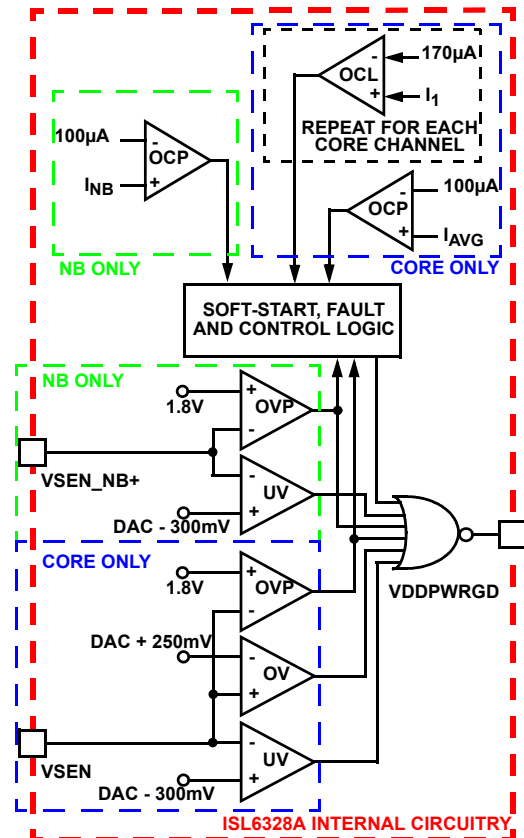 170µA
-
OCL
+
I1
REPEAT FOR EACH
CORE CHANNEL
100µA
-
OCP
+
INB
NB ONLY
-
100µA
OCP
+
IAVG
CORE ONLY
SOFT-START, FAULT
AND CONTROL LOGIC
NB ONLY
+
1.8V
OVP
-
VSEN_NB+
-
UV
+
DAC - 300mV
CORE ONLY
+
1.8V
OVP
-
VDDPWRGD
DAC + 250mV
-
OV
+
VSEN
-
UV
+
DAC - 300mV
ISL6328A INTERNAL CIRCUITRY